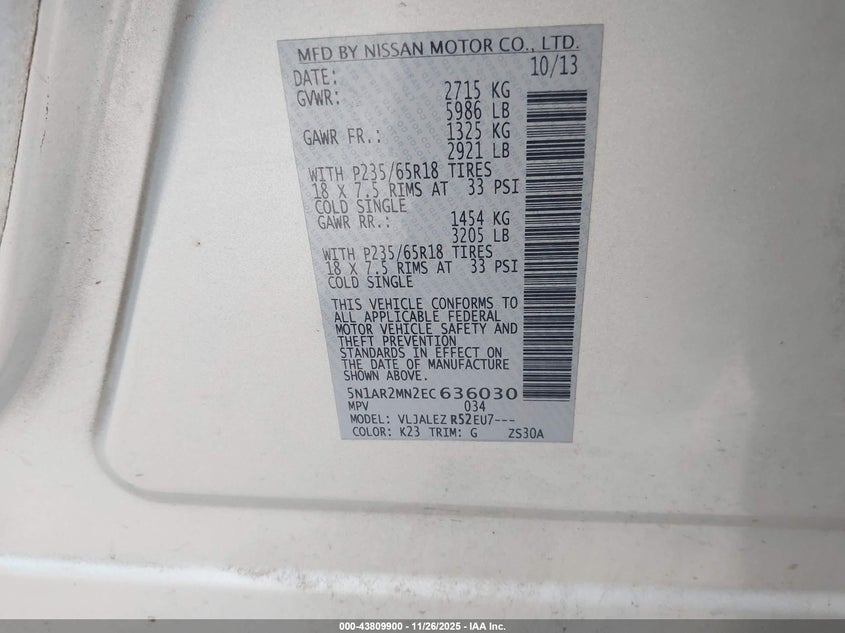 MFD BY NISSAN MOTOR CO., LTD.
DATE: 10/13
GVWR: 2715 KG
5986 LB
GAWR FR.: 1325 KG
2921 LB
WITH P235/65R18 TIRES
18 X 7.5 RIMS AT 33 PSI
COLD SINGLE
GAWR RR.: 1454 KG
3205 LB
WITH P235/65R18 TIRES
18 X 7.5 RIMS AT 33 PSI
COLD SINGLE
THIS VEHICLE CONFORMS TO
ALL APPLICABLE FEDERAL
MOTOR VEHICLE SAFETY AND
THEFT PREVENTION
STANDARDS IN EFFECT ON
THE DATE OF MANUFACTURE
SHOWN ABOVE.
5N1AR2MN2EC636030
MPV 034
MODEL: VLJALEZ R52EU7---
COLOR: K23 TRIM: G ZS30A
000-43809900 - 11/26/2025 - IAA Inc.